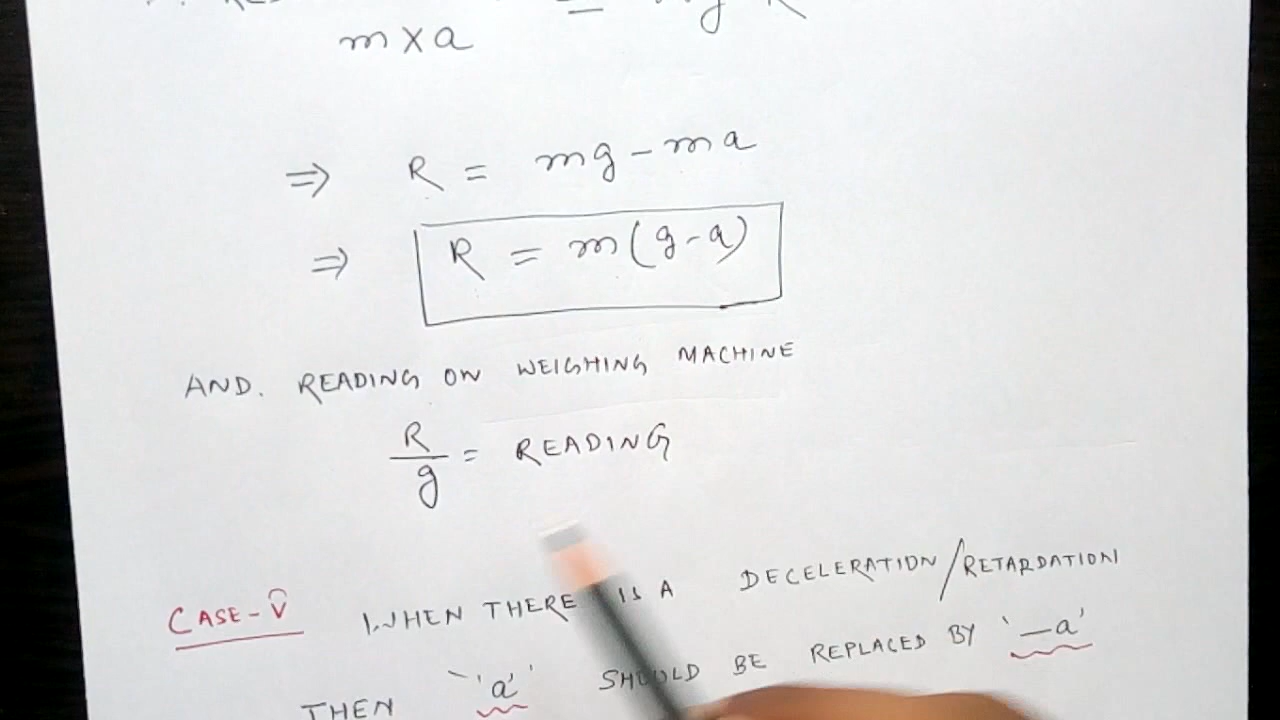 m x a
⇒ R = mg - ma
⇒ R = m(g-a)
AND. READING ON WEIGHING MACHINE
R/g = READING
CASE-V WHEN THERE IS A DECELERATION/RETARDATION
THEN 'a' SHOULD BE REPLACED BY '-a'